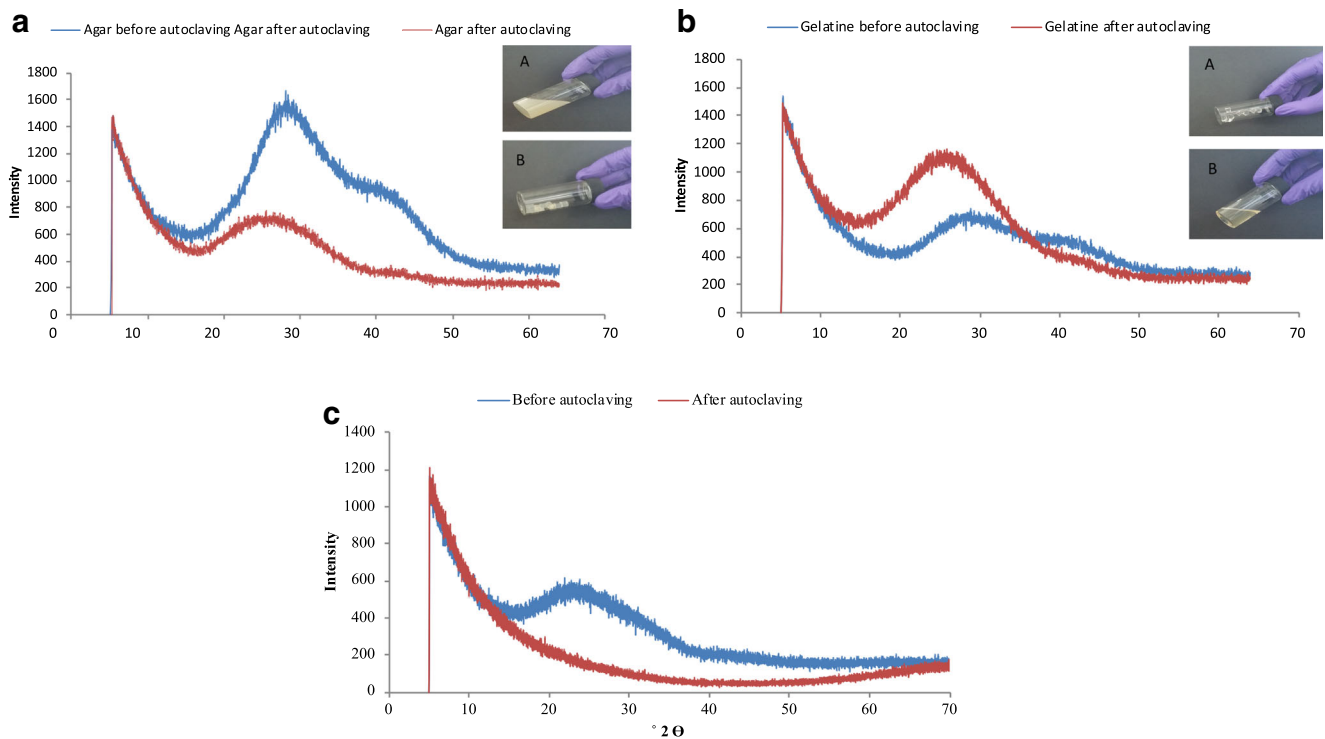 a
Agar before autoclaving Agar after autoclaving Agar after autoclaving
1800
1600
1400
1200
1000
800
600
400
200
0
Intensity
0 10 20 30 40 50 60 70
A
B
b
Gelatine before autoclaving Gelatine after autoclaving
1800
1600
1400
1200
1000
800
600
400
200
0
Intensity
0 10 20 30 40 50 60 70
A
B
c
Before autoclaving After autoclaving
1400
1200
1000
800
600
400
200
0
Intensity
0 10 20 30 40 50 60 70
° 2 Θ